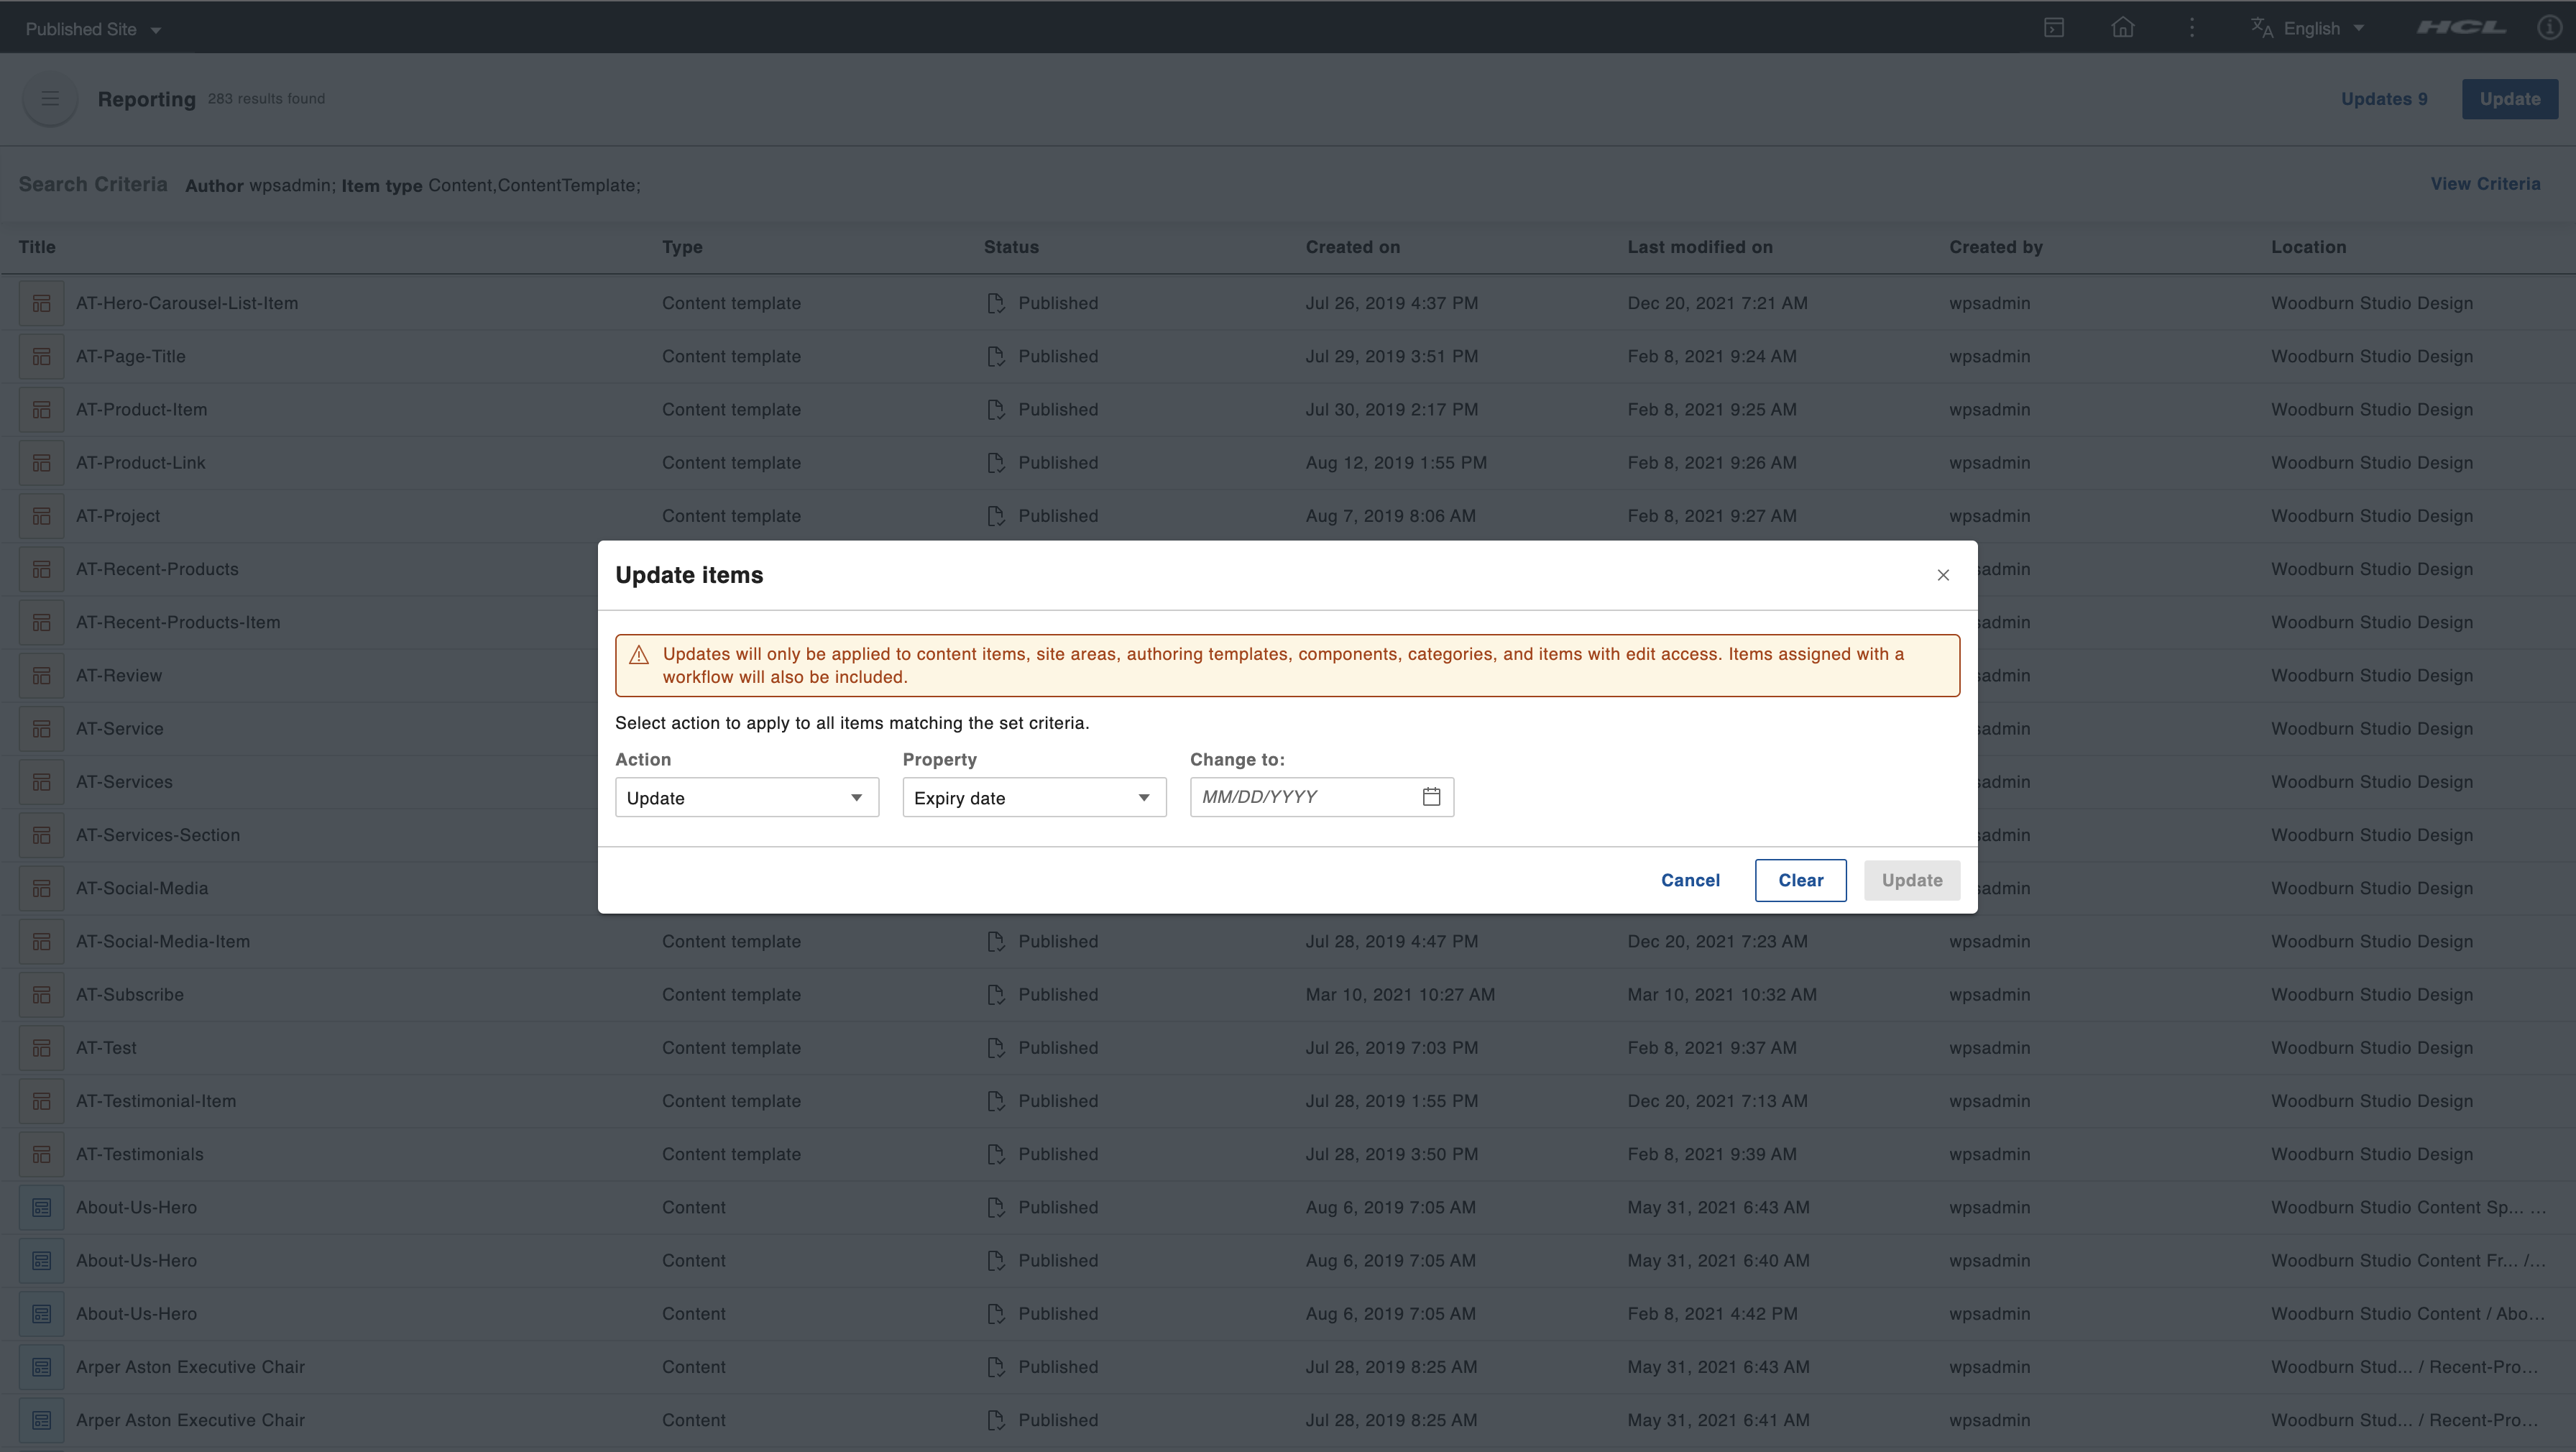 Published Site
English
HCL
Reporting 283 results found
Updates 9
Update
Search Criteria Author wpsadmin; Item type Content,ContentTemplate;
View Criteria
Title Type Status Created on Last modified on Created by Location
AT-Hero-Carousel-List-Item Content template Published Jul 26, 2019 4:37 PM Dec 20, 2021 7:21 AM wpsadmin Woodburn Studio Design
AT-Page-Title Content template Published Jul 29, 2019 3:51 PM Feb 8, 2021 9:24 AM wpsadmin Woodburn Studio Design
AT-Product-Item Content template Published Jul 30, 2019 2:17 PM Feb 8, 2021 9:25 AM wpsadmin Woodburn Studio Design
AT-Product-Link Content template Published Aug 12, 2019 1:55 PM Feb 8, 2021 9:26 AM wpsadmin Woodburn Studio Design
AT-Project Content template Published Aug 7, 2019 8:06 AM Feb 8, 2021 9:27 AM wpsadmin Woodburn Studio Design
AT-Recent-Products sadmin Woodburn Studio Design
AT-Recent-Products-Item sadmin Woodburn Studio Design
AT-Review sadmin Woodburn Studio Design
AT-Service sadmin Woodburn Studio Design
AT-Services sadmin Woodburn Studio Design
AT-Services-Section sadmin Woodburn Studio Design
AT-Social-Media sadmin Woodburn Studio Design
Update items
Updates will only be applied to content items, site areas, authoring templates, components, categories, and items with edit access. Items assigned with a
workflow will also be included.
Select action to apply to all items matching the set criteria.
Action Property Change to:
Update Expiry date MM/DD/YYYY
Cancel Clear Update
AT-Social-Media-Item Content template Published Jul 28, 2019 4:47 PM Dec 20, 2021 7:23 AM wpsadmin Woodburn Studio Design
AT-Subscribe Content template Published Mar 10, 2021 10:27 AM Mar 10, 2021 10:32 AM wpsadmin Woodburn Studio Design
AT-Test Content template Published Jul 26, 2019 7:03 PM Feb 8, 2021 9:37 AM wpsadmin Woodburn Studio Design
AT-Testimonial-Item Content template Published Jul 28, 2019 1:55 PM Dec 20, 2021 7:13 AM wpsadmin Woodburn Studio Design
AT-Testimonials Content template Published Jul 28, 2019 3:50 PM Feb 8, 2021 9:39 AM wpsadmin Woodburn Studio Design
About-Us-Hero Content Published Aug 6, 2019 7:05 AM May 31, 2021 6:43 AM wpsadmin Woodburn Studio Content Sp... ...
About-Us-Hero Content Published Aug 6, 2019 7:05 AM May 31, 2021 6:40 AM wpsadmin Woodburn Studio Content Fr... /...
About-Us-Hero Content Published Aug 6, 2019 7:05 AM Feb 8, 2021 4:42 PM wpsadmin Woodburn Studio Content / Abo...
Arper Aston Executive Chair Content Published Jul 28, 2019 8:25 AM May 31, 2021 6:43 AM wpsadmin Woodburn Stud... / Recent-Pro...
Arper Aston Executive Chair Content Published Jul 28, 2019 8:25 AM May 31, 2021 6:41 AM wpsadmin Woodburn Stud... / Recent-Pro...